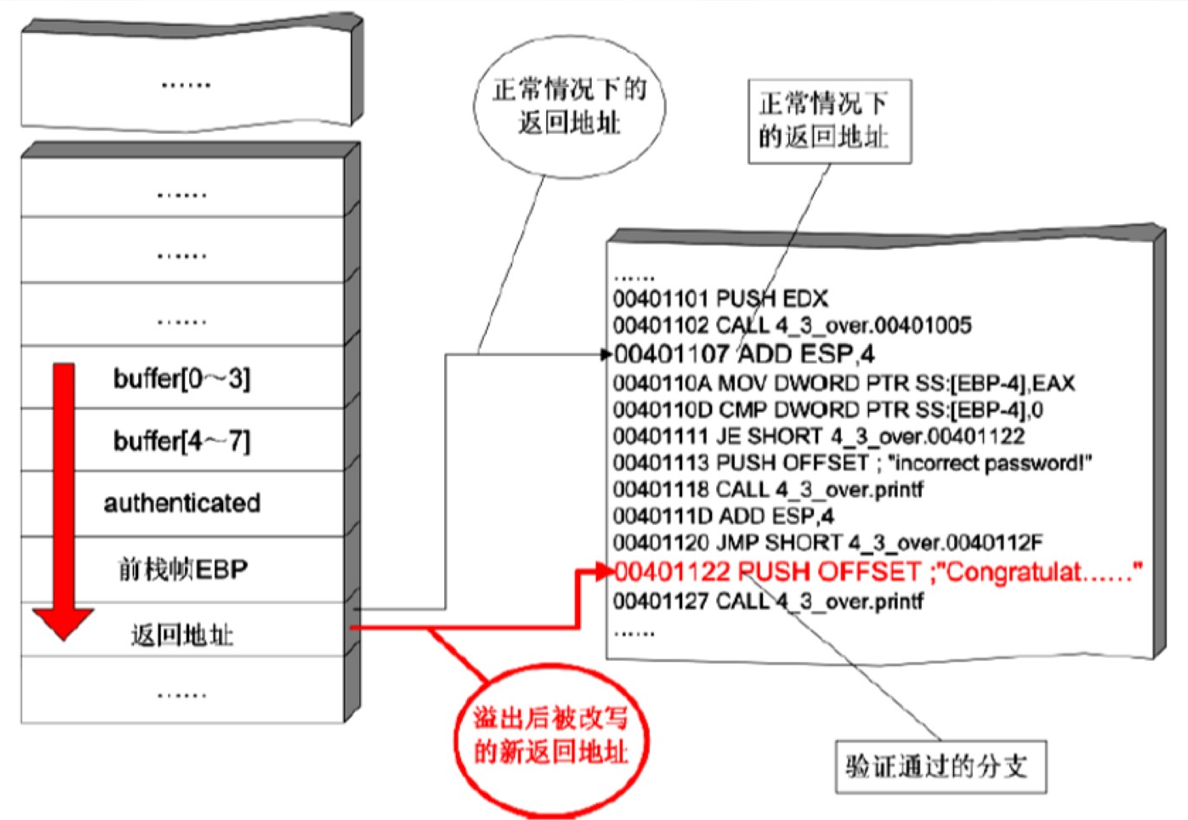 ……
……
……
……
buffer[0～3]
buffer[4～7]
authenticated
前栈帧EBP
返回地址
……
正常情况下的
返回地址
正常情况下
的返回地址
……
00401101 PUSH EDX
00401102 CALL 4_3_over.00401005
00401107 ADD ESP,4
0040110A MOV DWORD PTR SS:[EBP-4],EAX
0040110D CMP DWORD PTR SS:[EBP-4],0
00401111 JE SHORT 4_3_over.00401122
00401113 PUSH OFFSET ; "incorrect password!"
00401118 CALL 4_3_over.printf
0040111D ADD ESP,4
00401120 JMP SHORT 4_3_over.0040112F
00401122 PUSH OFFSET ;"Congratulat……"
00401127 CALL 4_3_over.printf
……
溢出后被改写
的新返回地址
验证通过的分支